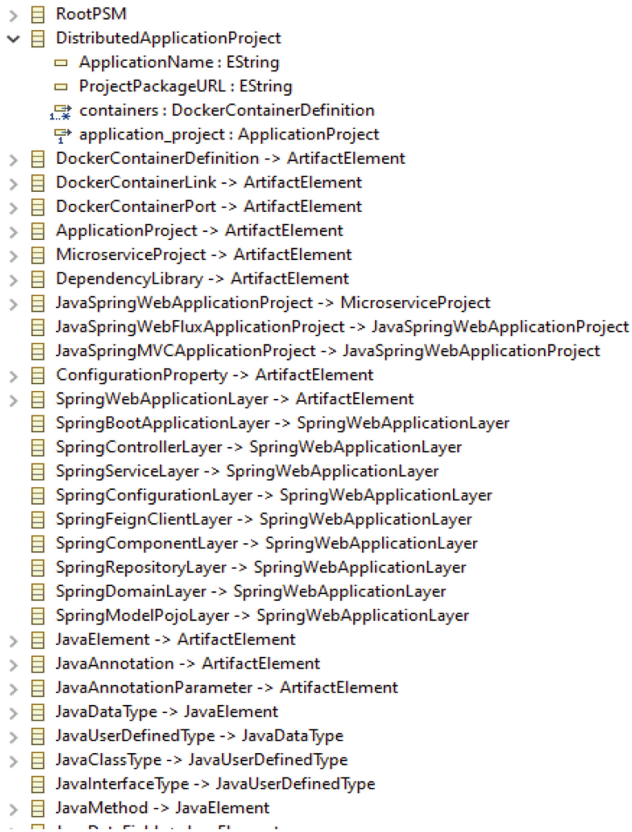 RootPSM
DistributedApplicationProject
ApplicationName : EString
ProjectPackageURL : EString
1..* containers : DockerContainerDefinition
1 application_project : ApplicationProject
DockerContainerDefinition -> ArtifactElement
DockerContainerLink -> ArtifactElement
DockerContainerPort -> ArtifactElement
ApplicationProject -> ArtifactElement
MicroserviceProject -> ArtifactElement
DependencyLibrary -> ArtifactElement
JavaSpringWebApplicationProject -> MicroserviceProject
JavaSpringWebFluxApplicationProject -> JavaSpringWebApplicationProject
JavaSpringMVCApplicationProject -> JavaSpringWebApplicationProject
ConfigurationProperty -> ArtifactElement
SpringWebApplicationLayer -> ArtifactElement
SpringBootApplicationLayer -> SpringWebApplicationLayer
SpringControllerLayer -> SpringWebApplicationLayer
SpringServiceLayer -> SpringWebApplicationLayer
SpringConfigurationLayer -> SpringWebApplicationLayer
SpringFeignClientLayer -> SpringWebApplicationLayer
SpringComponentLayer -> SpringWebApplicationLayer
SpringRepositoryLayer -> SpringWebApplicationLayer
SpringDomainLayer -> SpringWebApplicationLayer
SpringModelPojoLayer -> SpringWebApplicationLayer
JavaElement -> ArtifactElement
JavaAnnotation -> ArtifactElement
JavaAnnotationParameter -> ArtifactElement
JavaDataType -> JavaElement
JavaUserDefinedType -> JavaDataType
JavaClassType -> JavaUserDefinedType
JavaInterfaceType -> JavaUserDefinedType
JavaMethod -> JavaElement